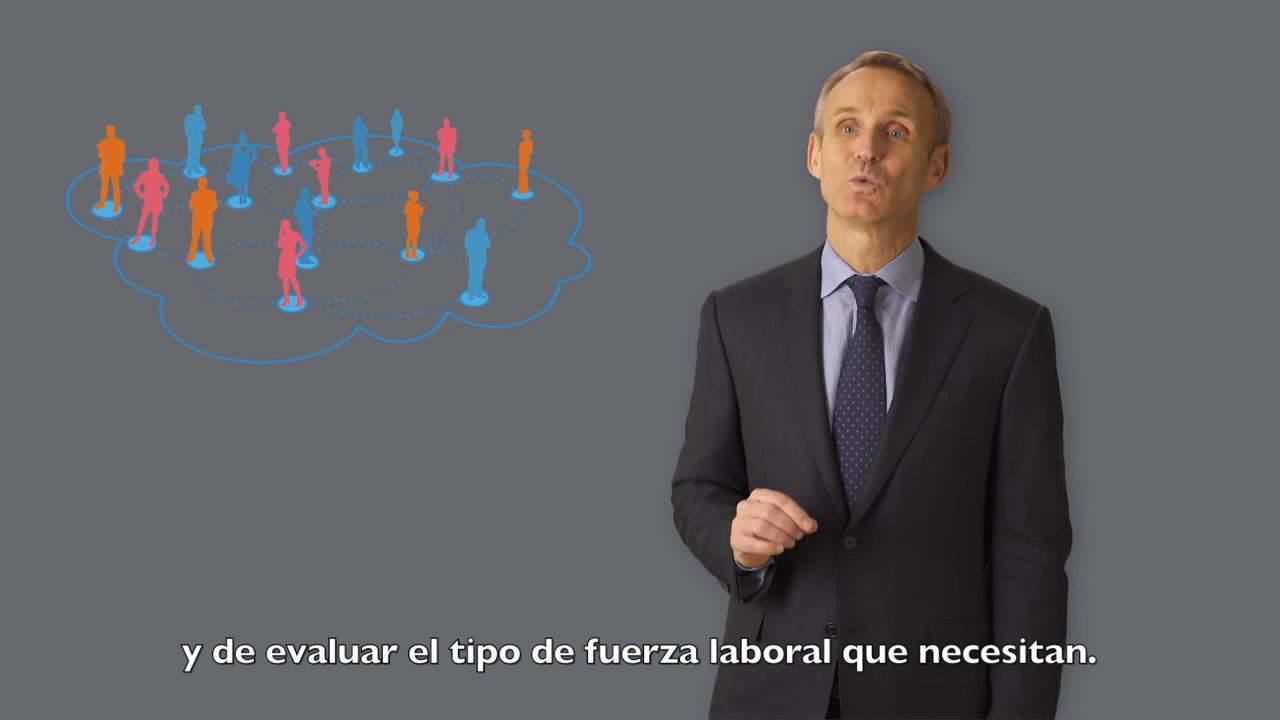 y de evaluar el tipo de fuerza laboral que necesitan.